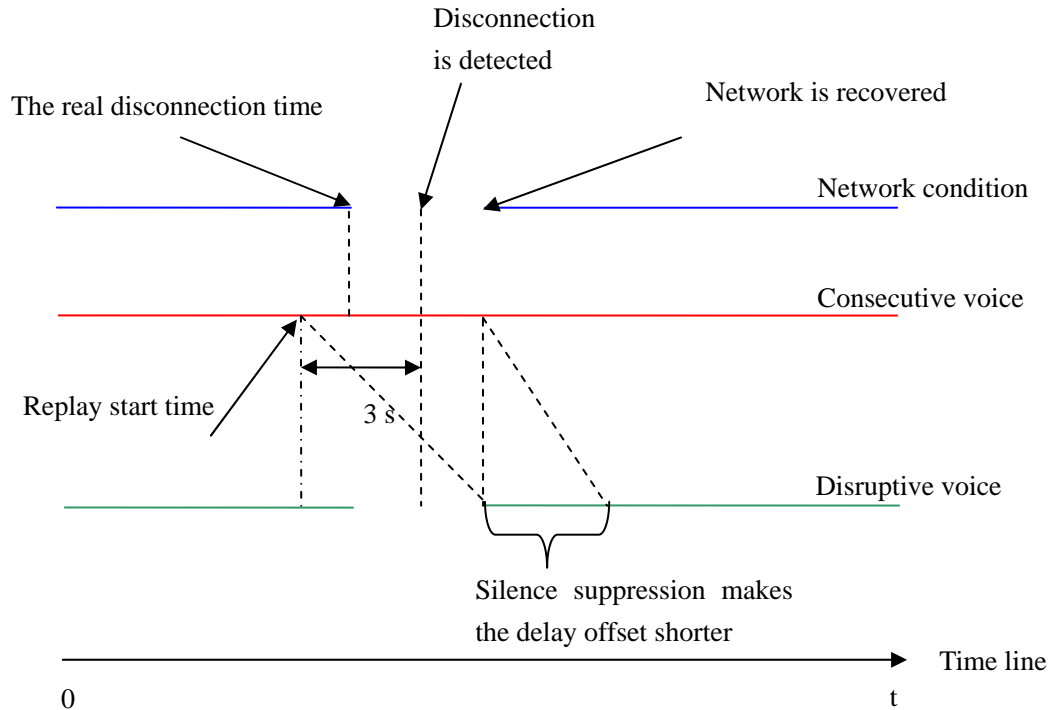 Disconnection
is detected
The real disconnection time
Network is recovered
Network condition
Consecutive voice
Replay start time
3 s
Disruptive voice
Silence suppression makes
the delay offset shorter
Time line
0
t